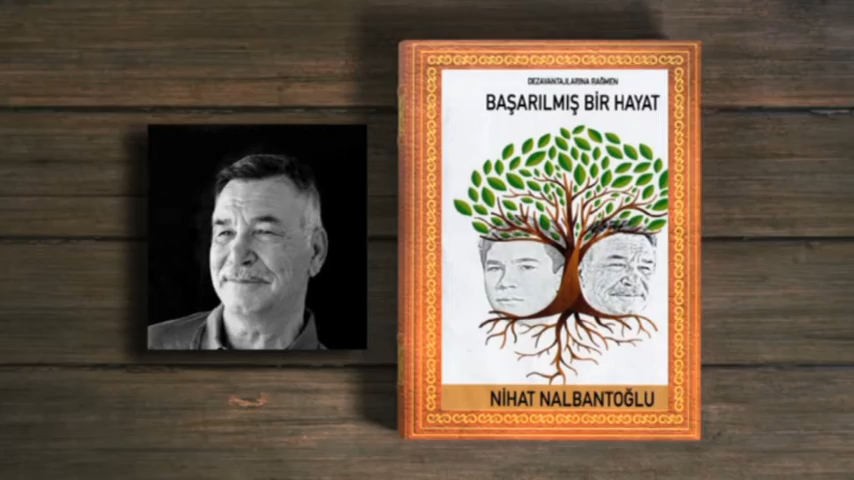 DEZAVANTAJLARINA RAĞMEN
BAŞARILMIŞ BİR HAYAT
NİHAT NALBANTOĞLU